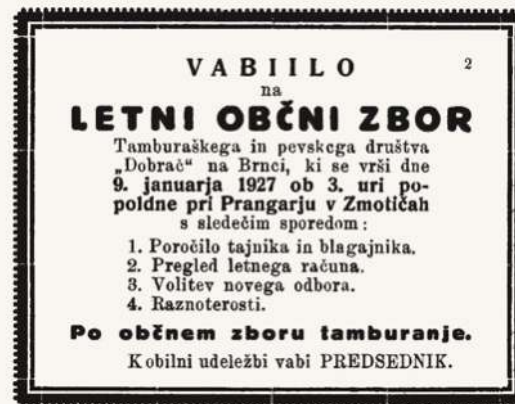 VABIILO 2
na
LETNI OBČNI ZBOR
Tamburaškega in pevskega društva
„Dobrač“ na Brnci, ki se vrši dne
9. januarja 1927 ob 3. uri po-
poldne pri Prangarju v Zmotičah
s sledečim sporedom:
1. Poročilo tajnika in blagajnika.
2. Pregled letnega računa.
3. Volitev novega odbora.
4. Raznoterosti.
Po občnem zboru tamburanje.
K obilni udeležbi vabi PREDSEDNIK.